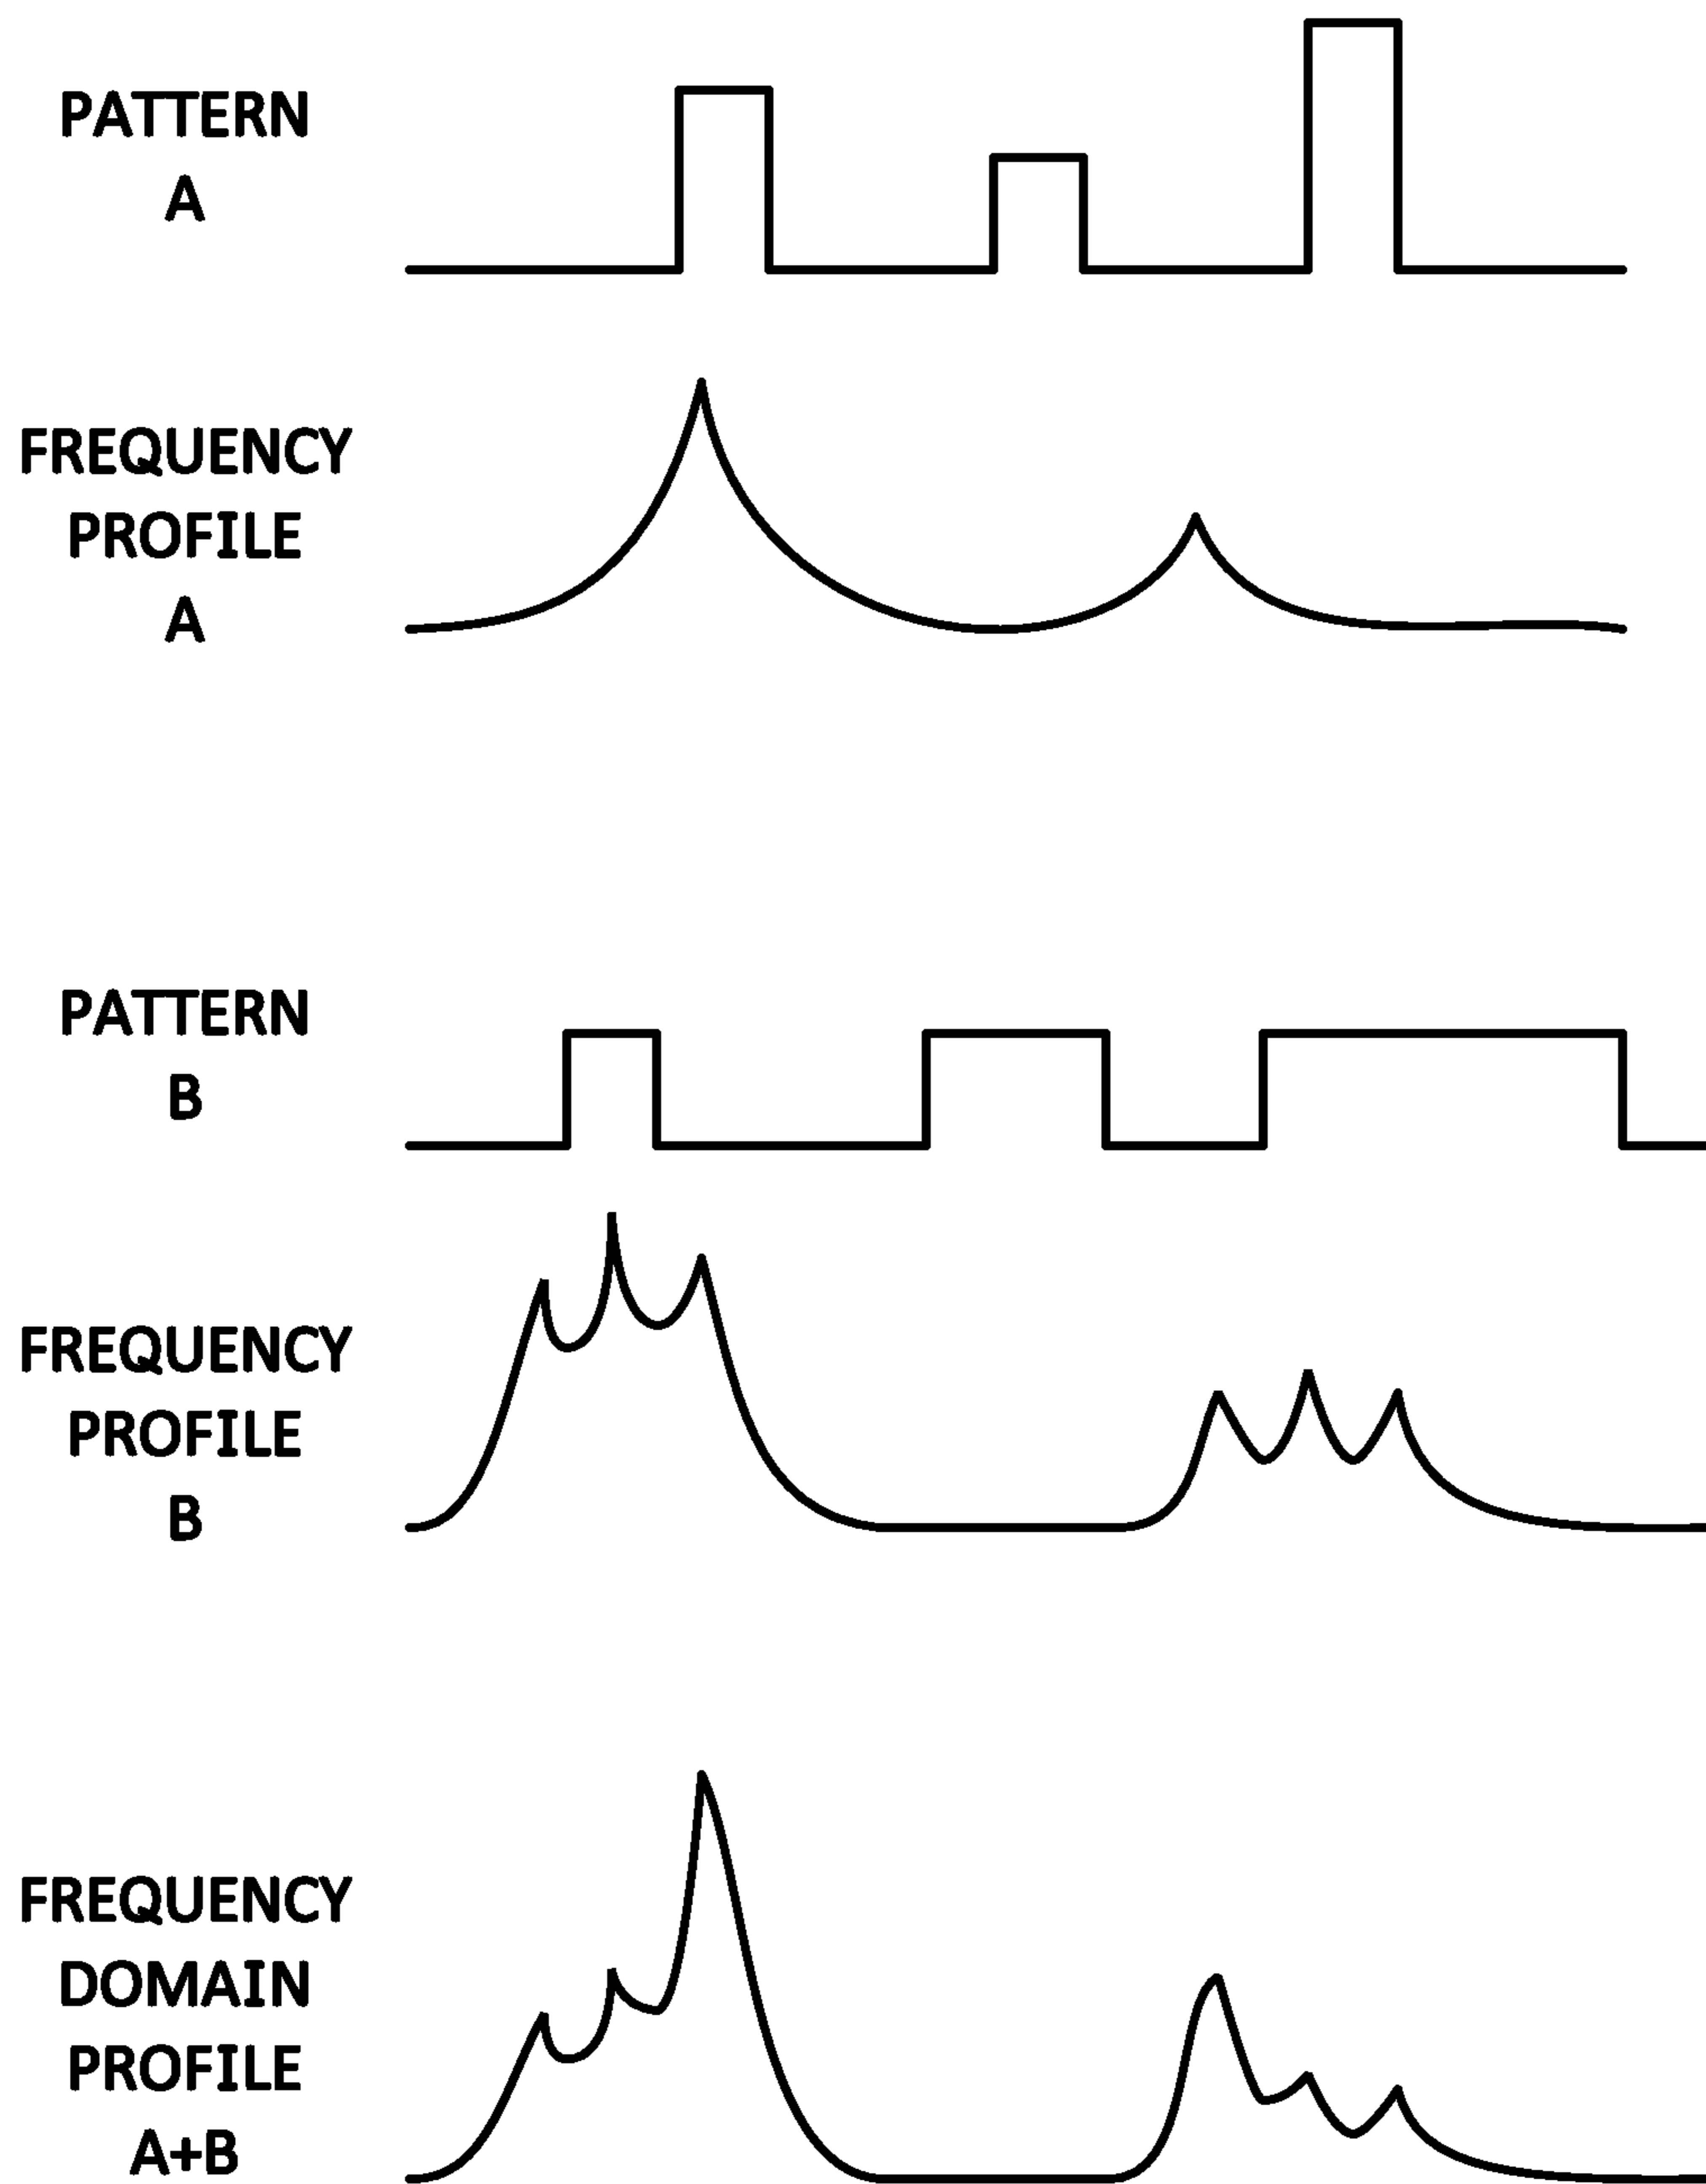 PATTERN
A
FREQUENCY
PROFILE
A
PATTERN
B
FREQUENCY
PROFILE
B
FREQUENCY
DOMAIN
PROFILE
A+B